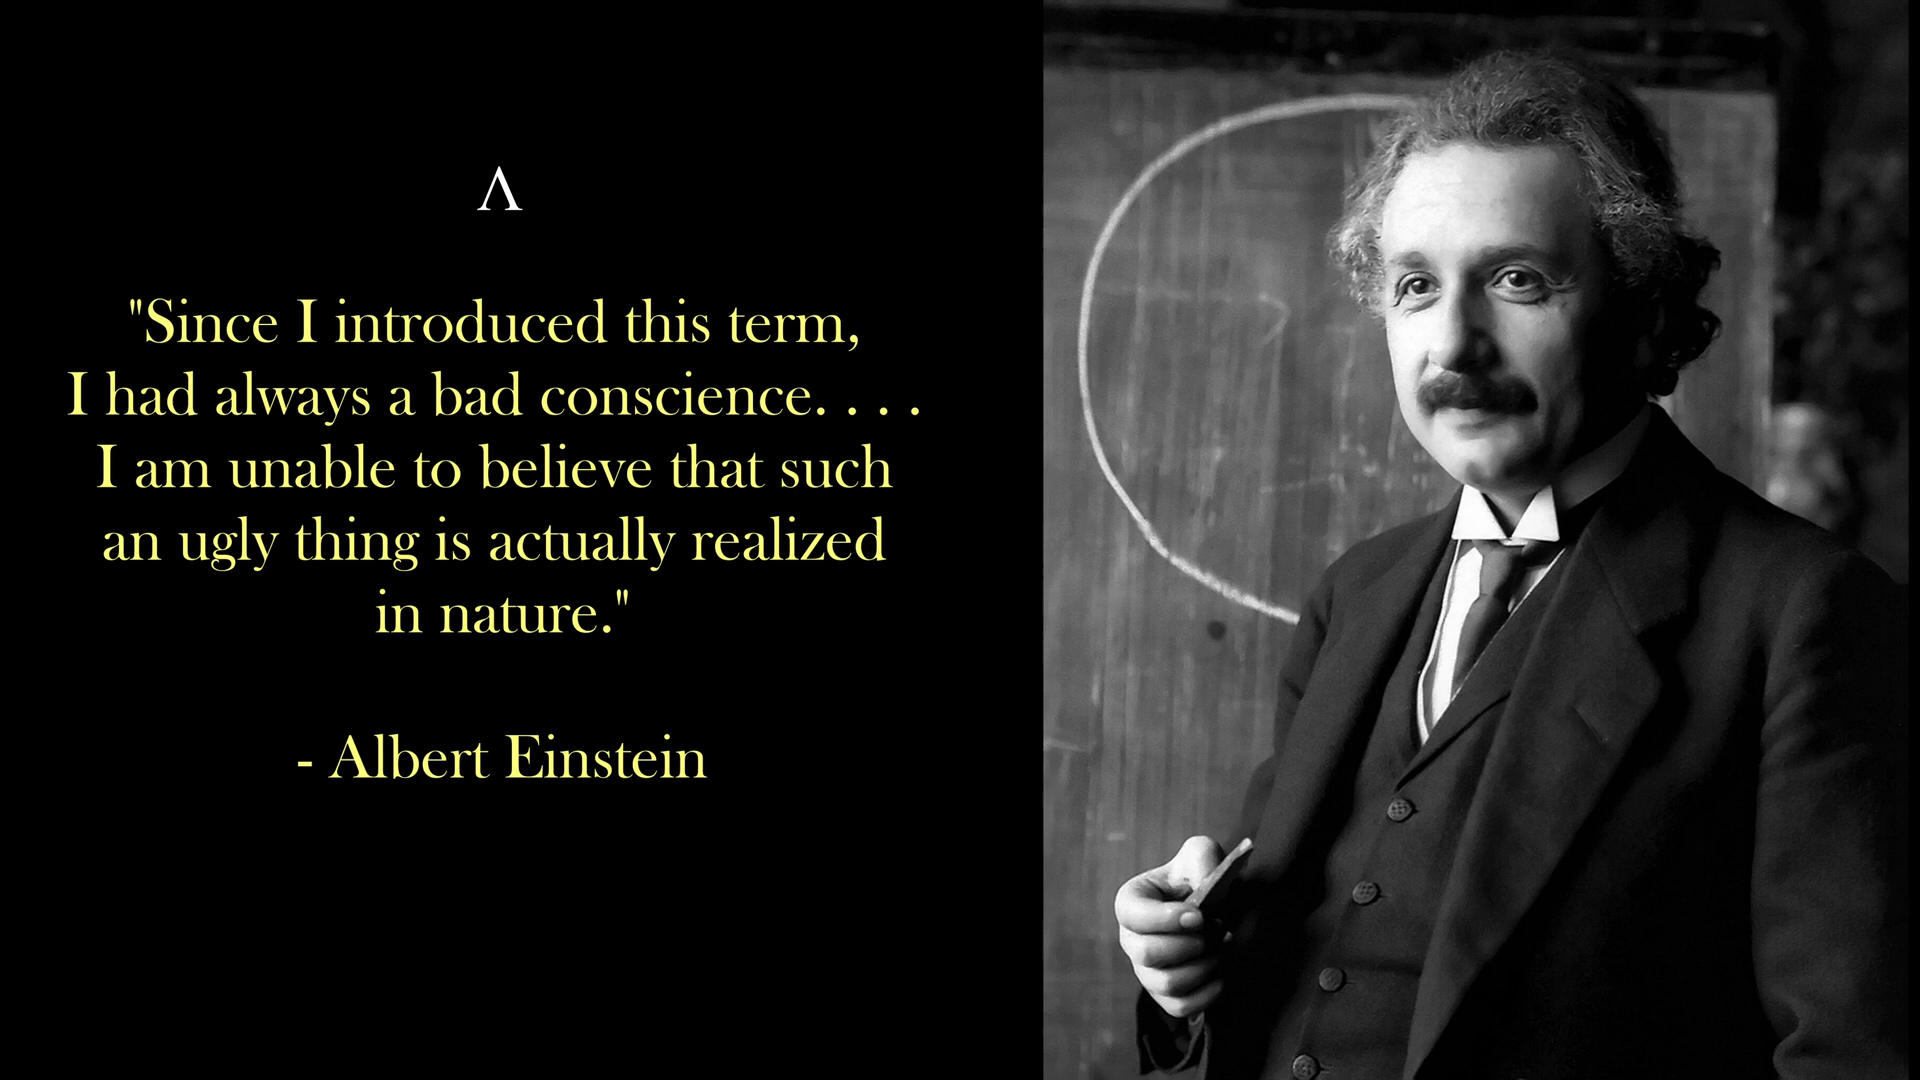 Λ
"Since I introduced this term,
I had always a bad conscience. . . .
I am unable to believe that such
an ugly thing is actually realized
in nature."
- Albert Einstein